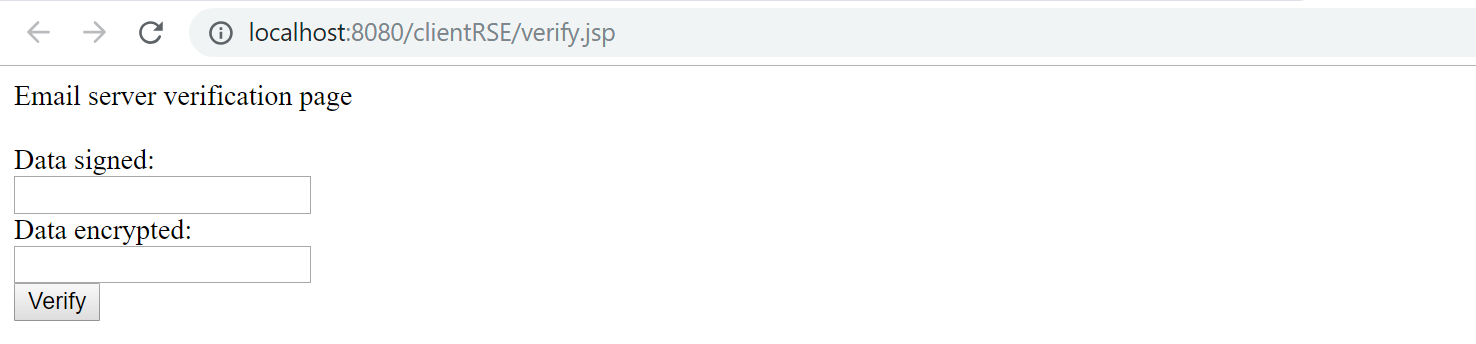 localhost:8080/clientRSE/verify.jsp
Email server verification page
Data signed:
Data encrypted:
Verify